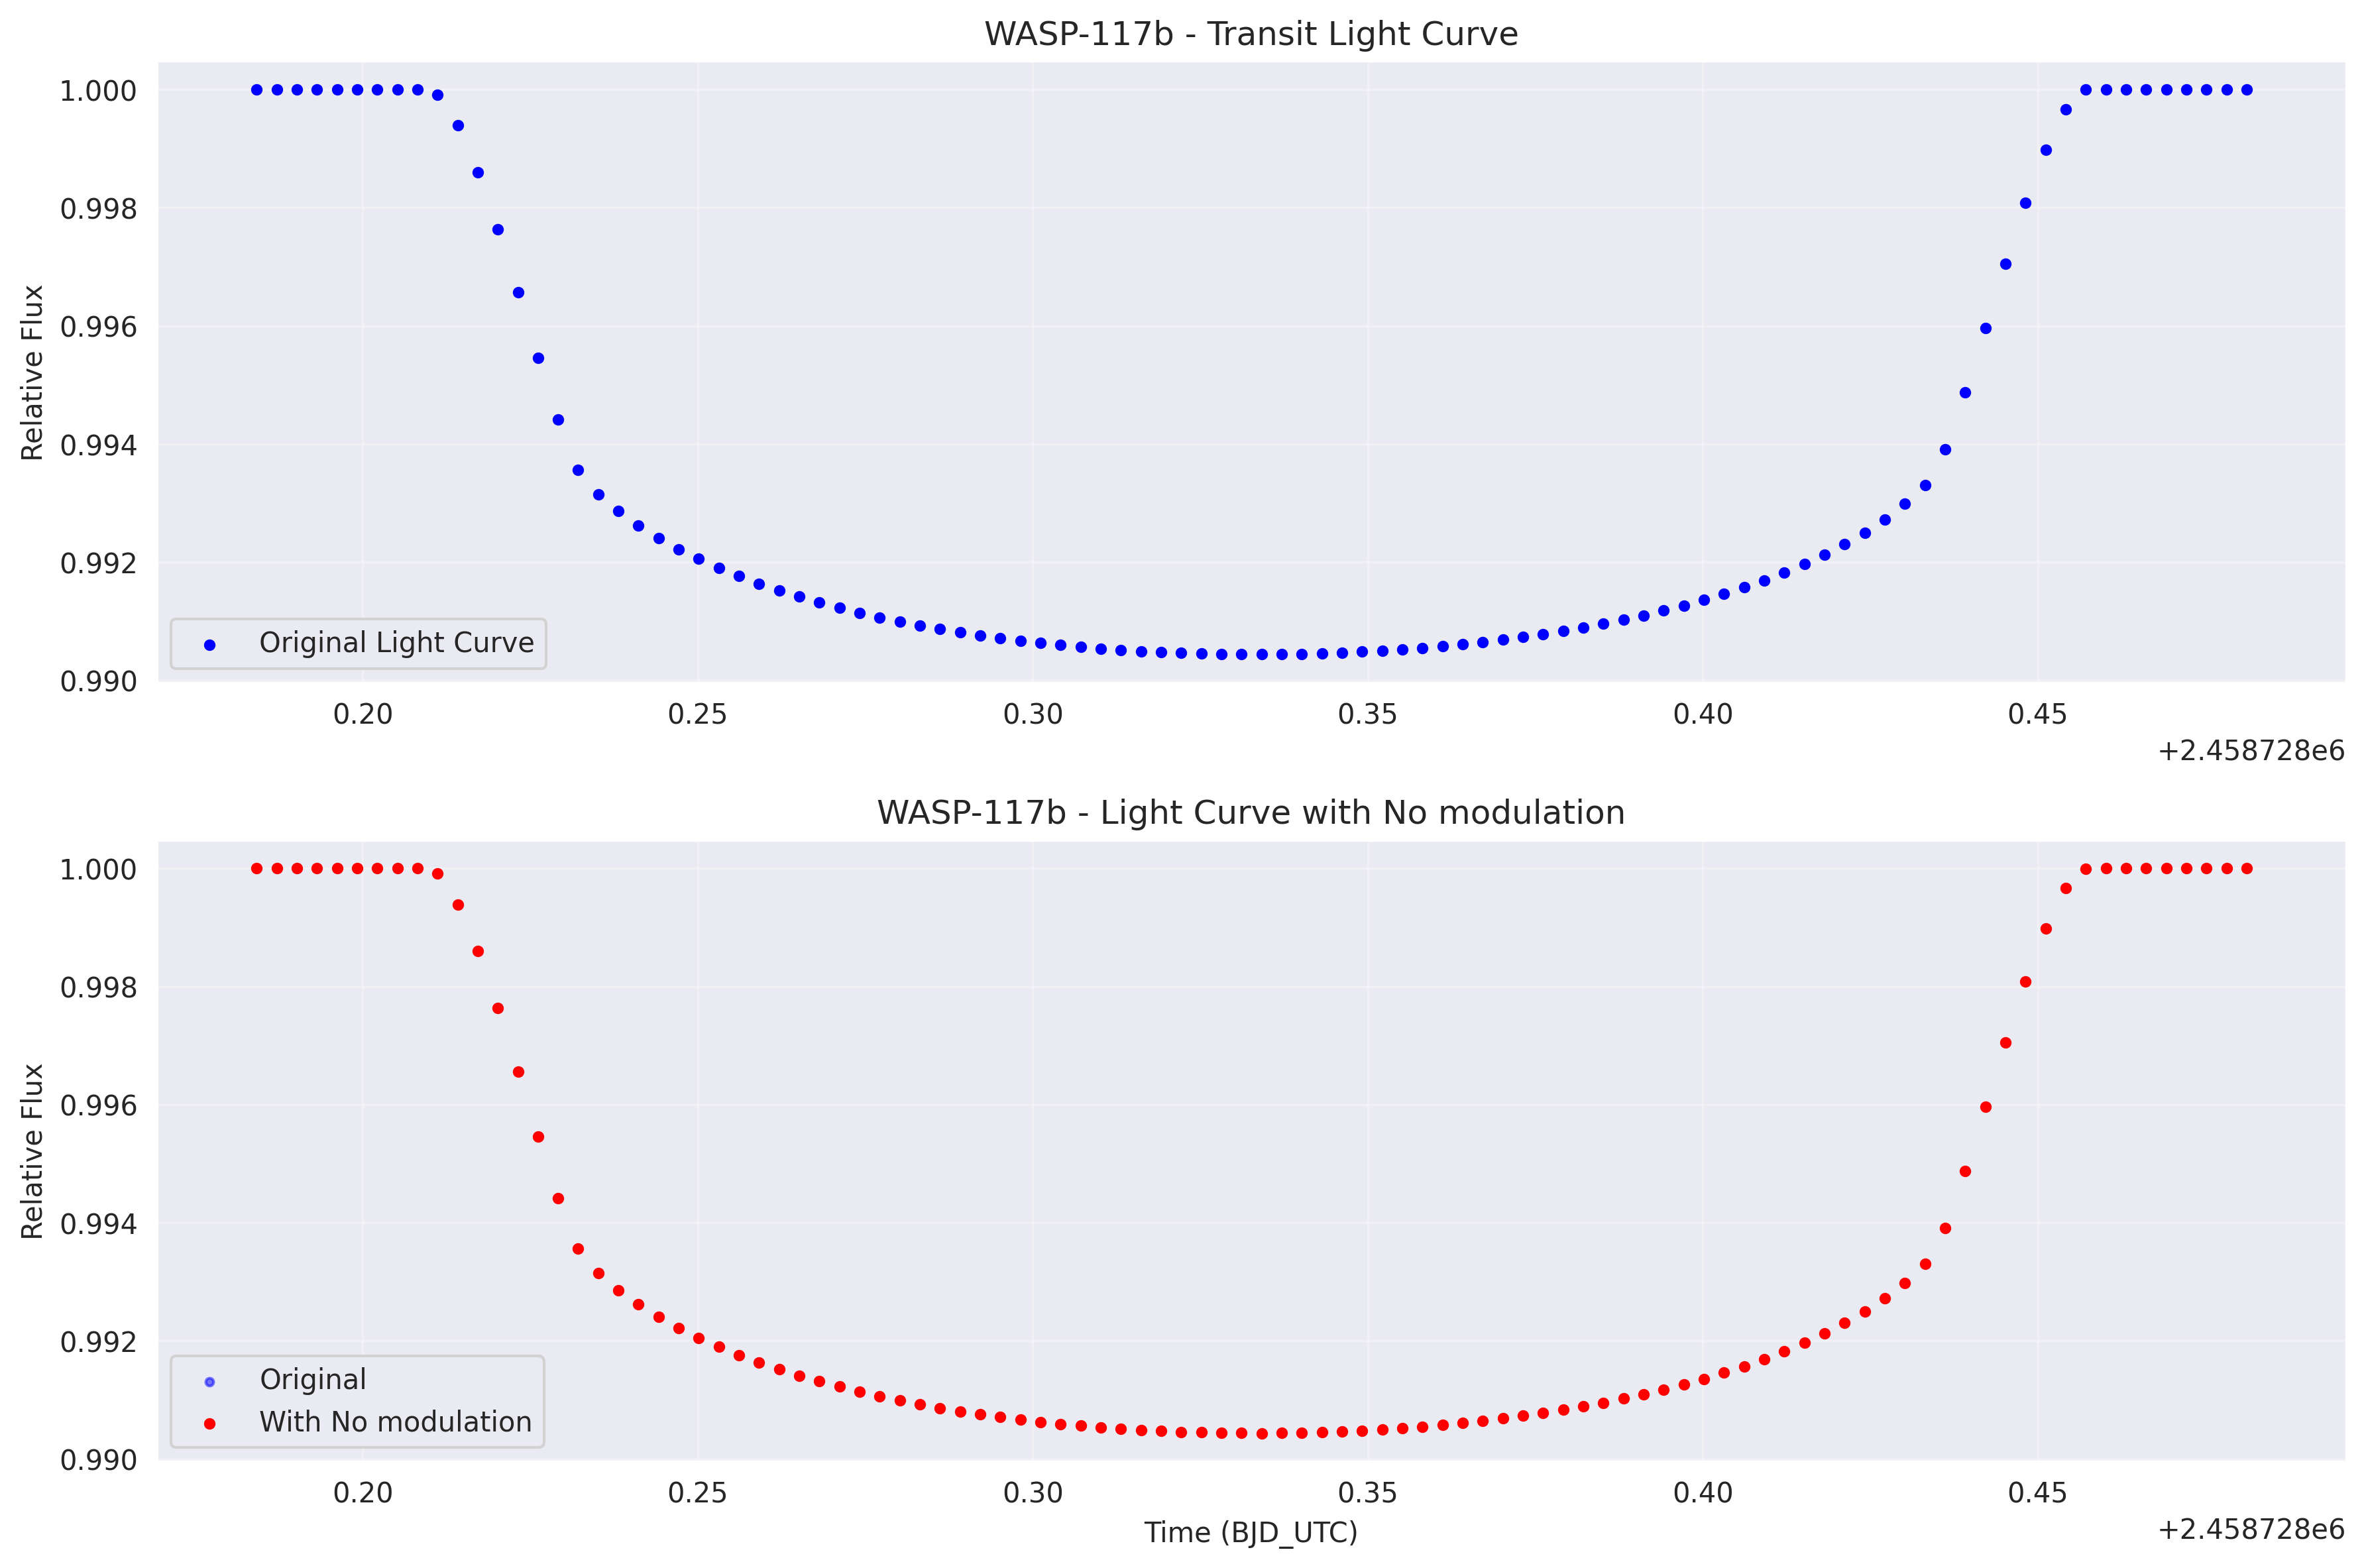 WASP-117b - Transit Light Curve
1.000
0.998
0.996
0.994
0.992
0.990
Relative Flux
Original Light Curve
0.20 0.25 0.30 0.35 0.40 0.45
+2.458728e6
WASP-117b - Light Curve with No modulation
1.000
0.998
0.996
0.994
0.992
0.990
Relative Flux
Original
With No modulation
0.20 0.25 0.30 0.35 0.40 0.45
Time (BJD_UTC)
+2.458728e6